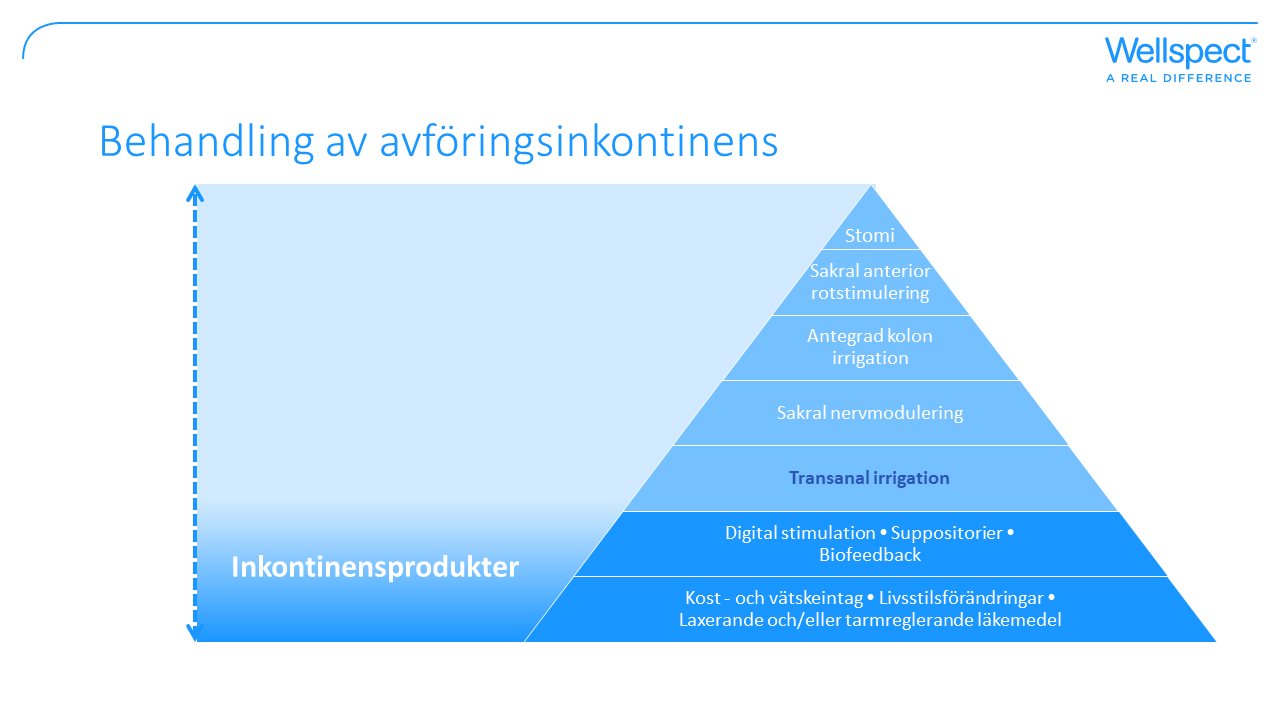 Wellspect®
A REAL DIFFERENCE
Behandling av avföringsinkontinens
Stomi
Sakral anterior
rotstimulering
Antegrad kolon
irrigation
Sakral nervmodulering
Transanal irrigation
Digital stimulation • Suppositorier •
Biofeedback
Inkontinensprodukter
Kost - och vätskeintag • Livsstilsförändringar •
Laxerande och/eller tarmreglerande läkemedel